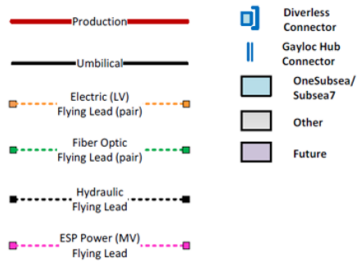 Production
Umbilical
Electric (LV)
Flying Lead (pair)
Fiber Optic
Flying Lead (pair)
Hydraulic
Flying Lead
ESP Power (MV)
Flying Lead
Diverless
Connector
Gayloc Hub
Connector
OneSubsea/
Subsea7
Other
Future